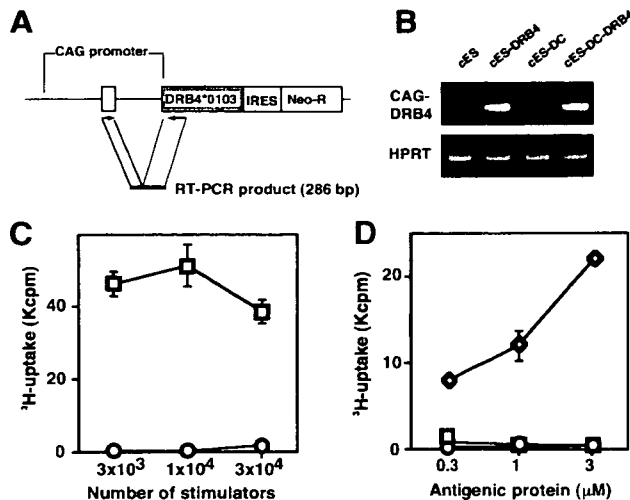 A
CAG promoter
DRB4*0103 IRES Neo-R
RT-PCR product (286 bp)
B
cES cES-DRB4 cES-DC cES-DC-DRB4
CAG-DRB4
HPRT
C
³H-uptake (Kcpm)
40
20
0
3x10³ 1x10⁴ 3x10⁴
Number of stimulators
D
³H-uptake (Kcpm)
20
10
0
0.3 1 3
Antigenic protein (μM)